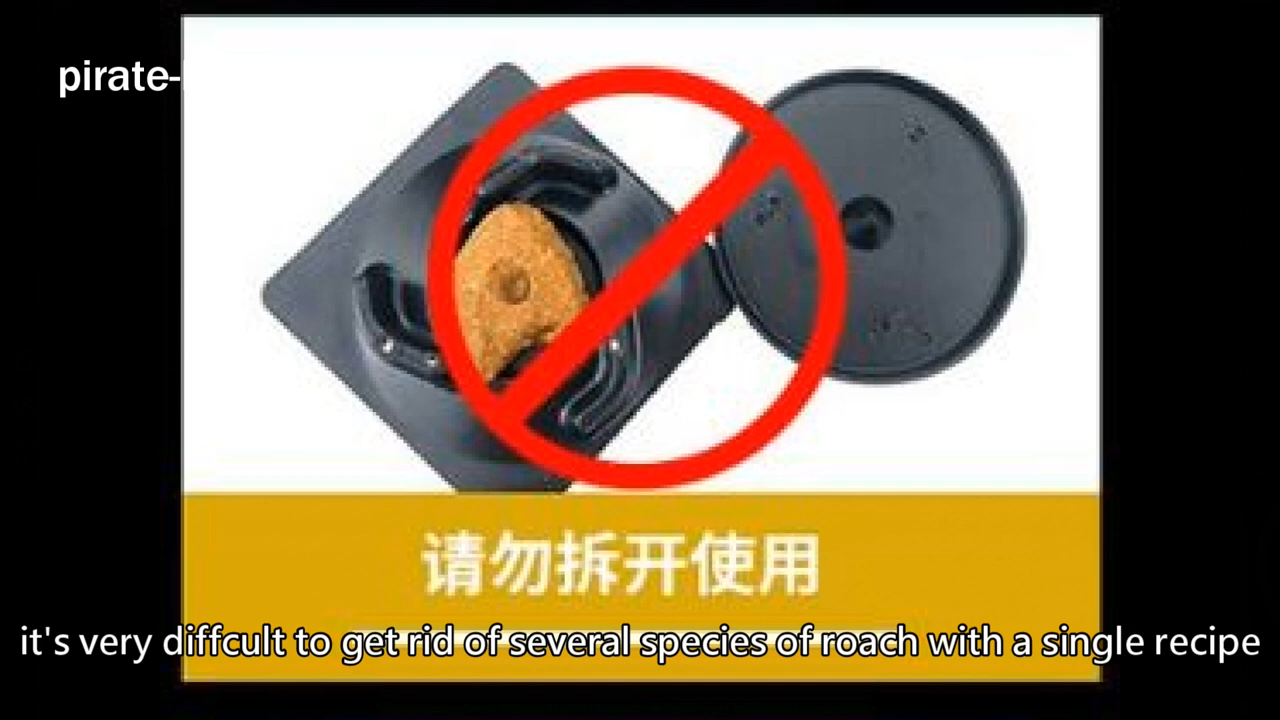 pirate-
请勿拆开使用
it's very diffcult to get rid of several species of roach with a single recipe